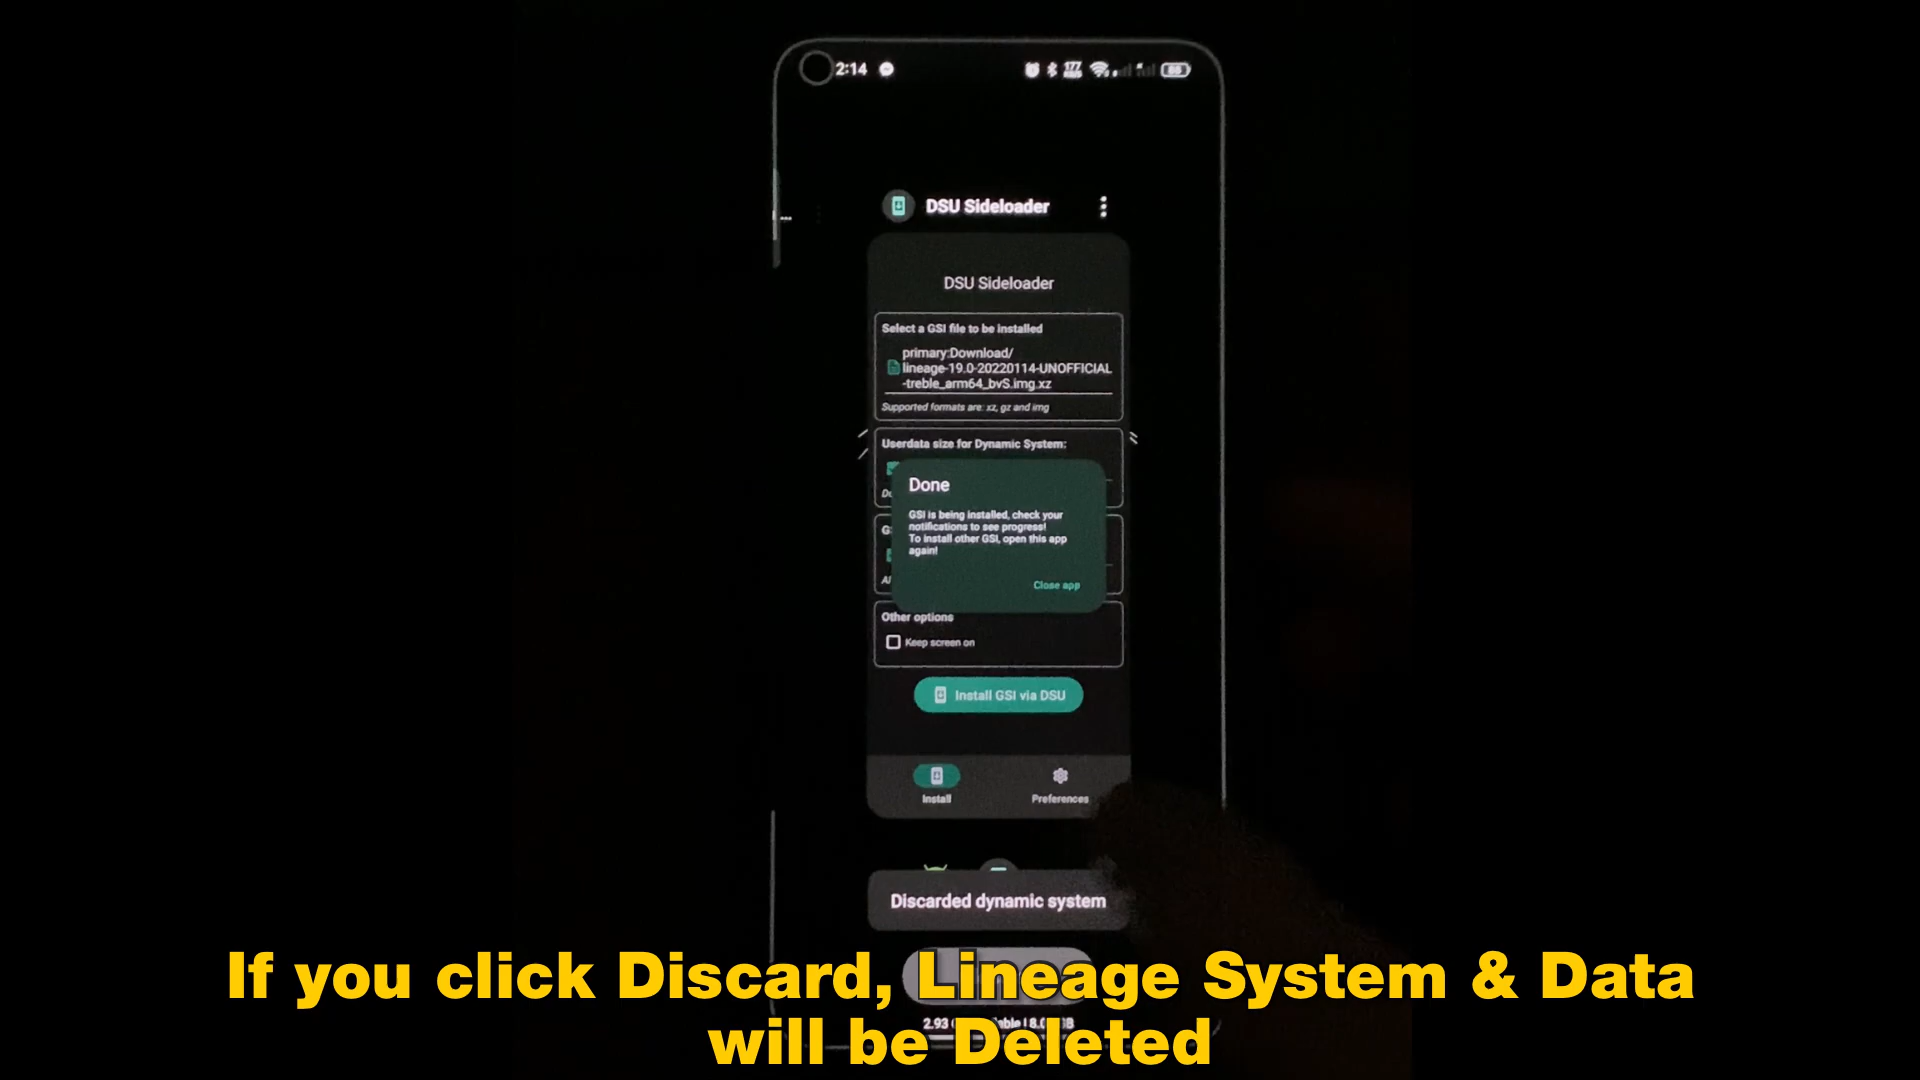 2:14
DSU Sideloader
DSU Sideloader
Select a GSI file to be installed
primary:Download/
lineage-19.0-20220114-UNOFFICIAL
-treble_arm64_bvS.img.xz
Supported formats are: xz, gz and img
Userdata size for Dynamic System:
Done
GSI is being installed, check your
notifications to see progress!
To install other GSI, open this app
again!
Close app
Other options
Keep screen on
Install GSI via DSU
Install
Preferences
Discarded dynamic system
If you click Discard, Lineage System & Data
will be Deleted
2.93